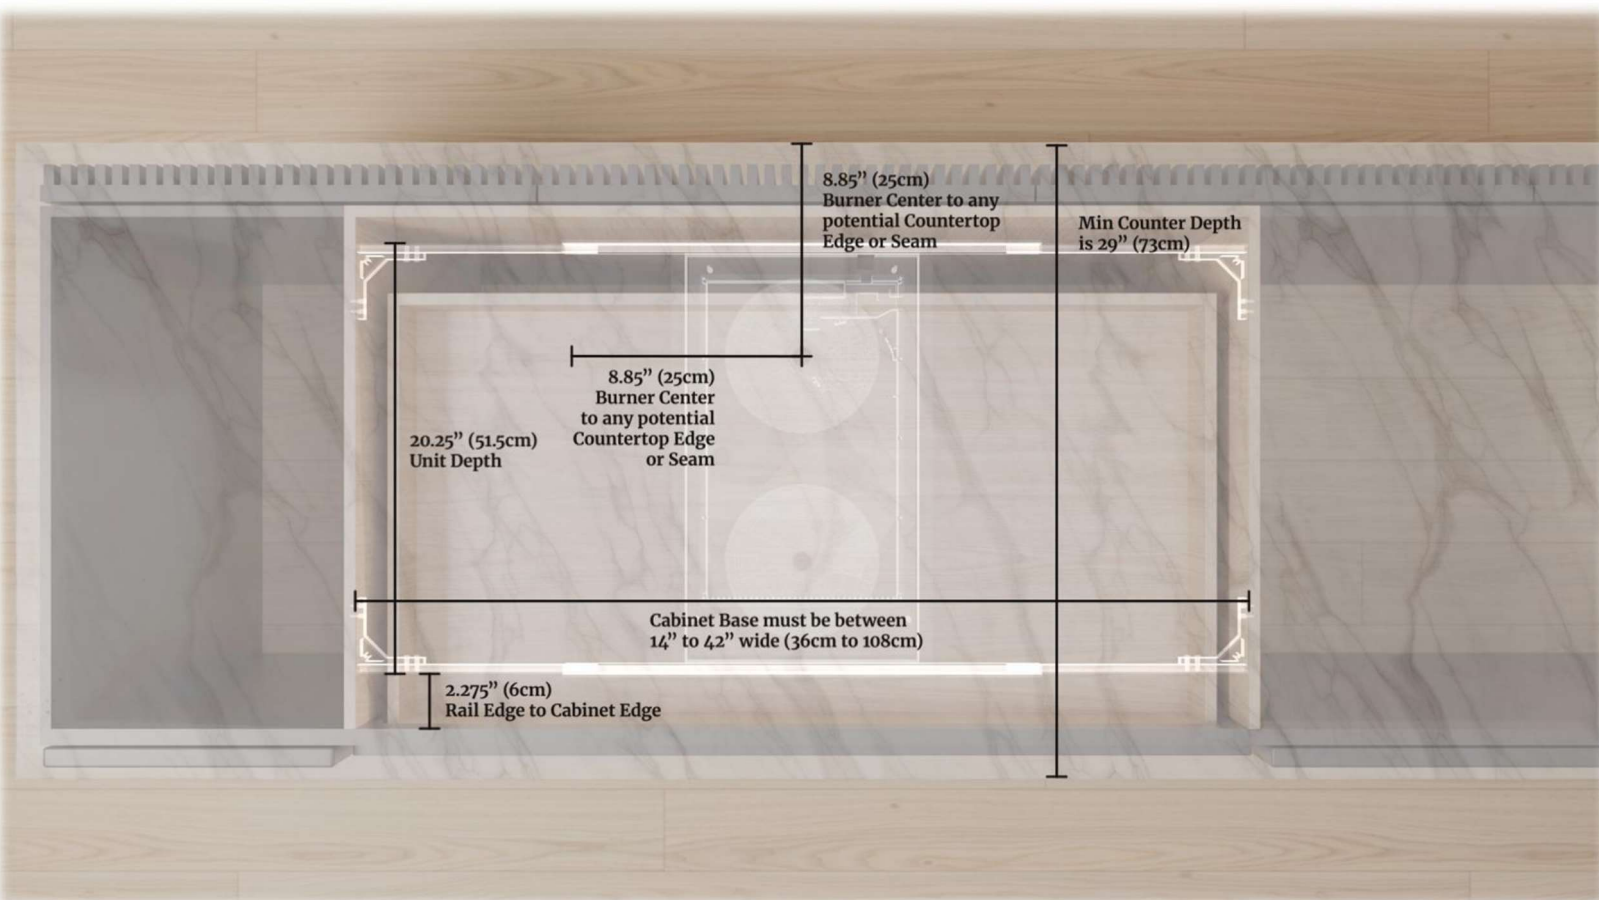 8.85” (25cm)
Burner Center to any
potential Countertop
Edge or Seam
Min Counter Depth
is 29” (73cm)
8.85” (25cm)
Burner Center
to any potential
Countertop Edge
or Seam
20.25” (51.5cm)
Unit Depth
Cabinet Base must be between
14” to 42” wide (36cm to 108cm)
2.275” (6cm)
Rail Edge to Cabinet Edge